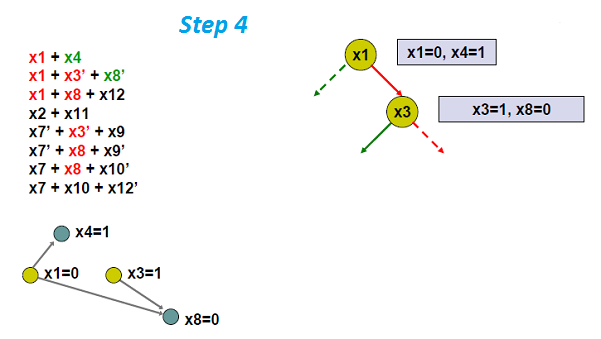 Step 4
x1 + x4
x1 + x3’ + x8’
x1 + x8 + x12
x2 + x11
x7’ + x3’ + x9
x7’ + x8 + x9’
x7 + x8 + x10’
x7 + x10 + x12’
x1
x1=0, x4=1
x3
x3=1, x8=0
x4=1
x1=0
x3=1
x8=0